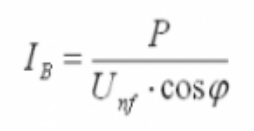 I_B = P / (U_nf · cosφ)